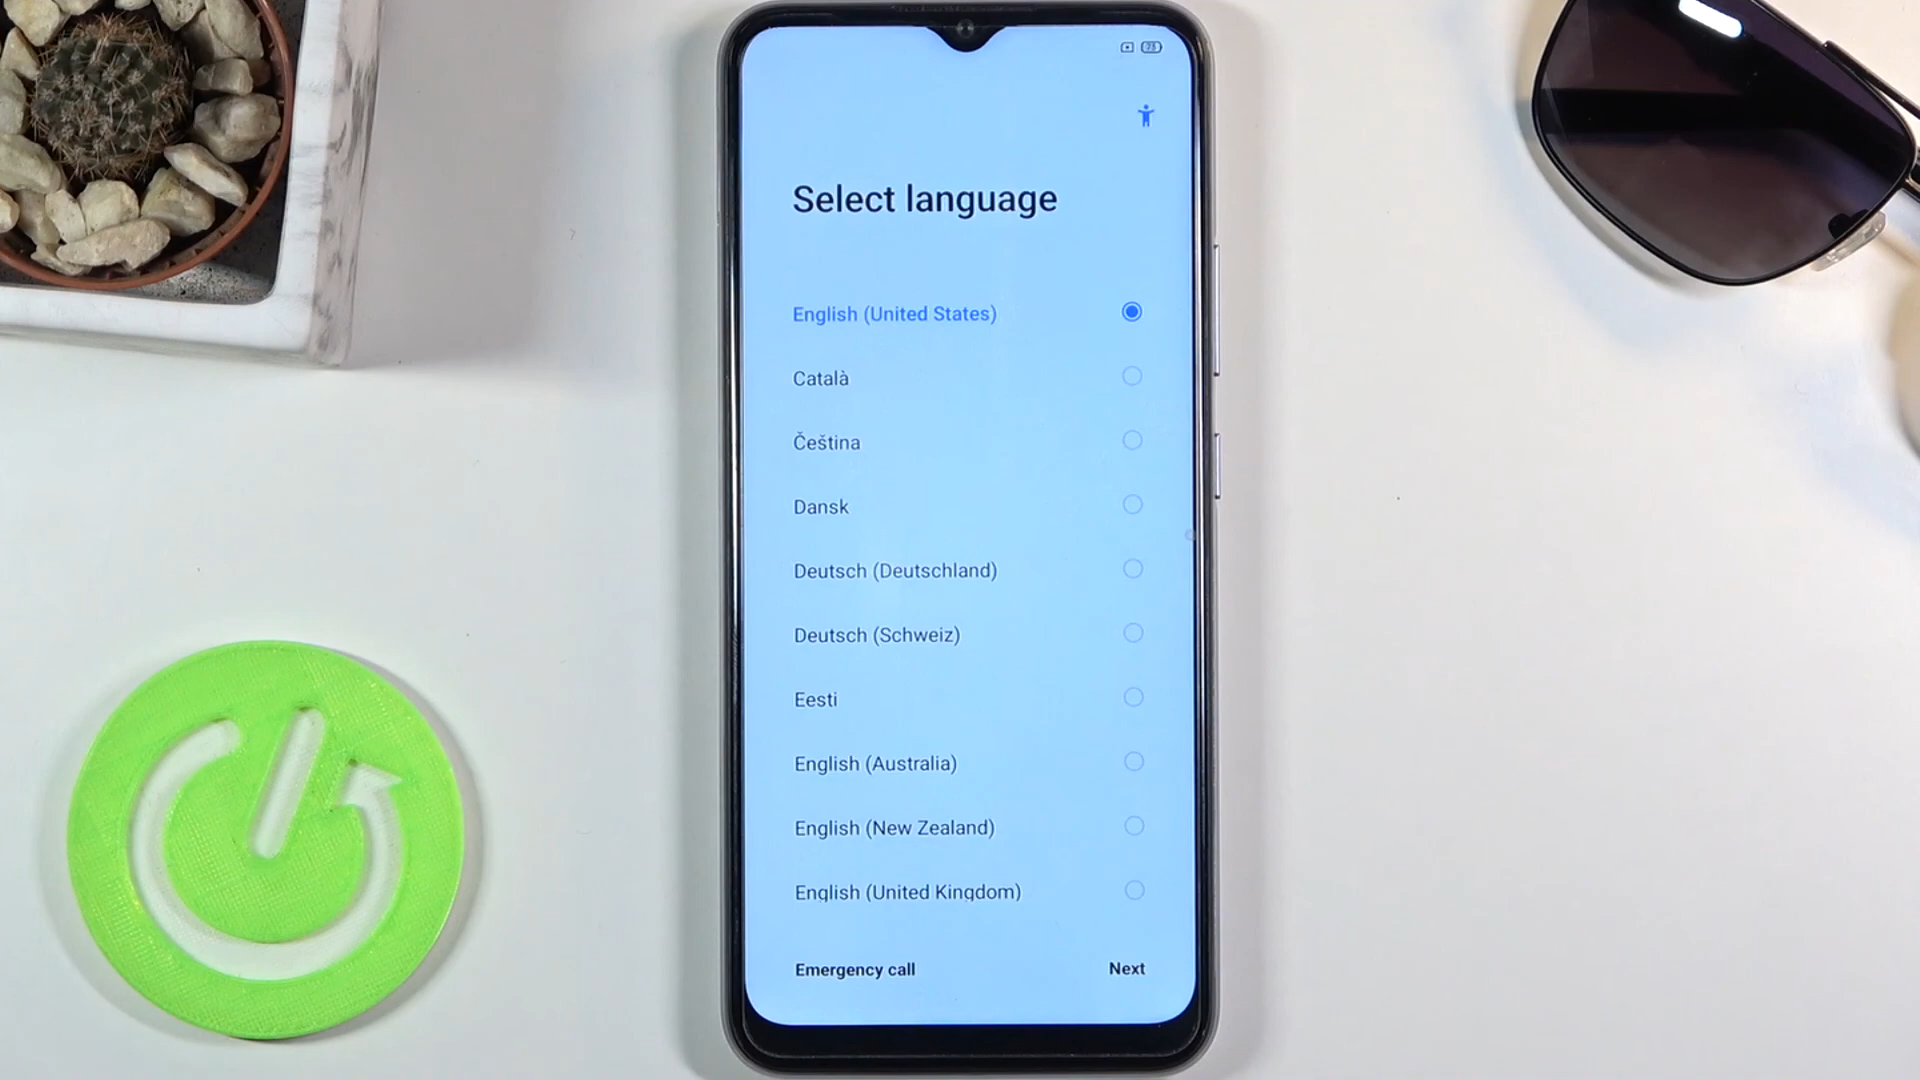 73
Select language
English (United States)
Català
Čeština
Dansk
Deutsch (Deutschland)
Deutsch (Schweiz)
Eesti
English (Australia)
English (New Zealand)
English (United Kingdom)
Emergency call
Next